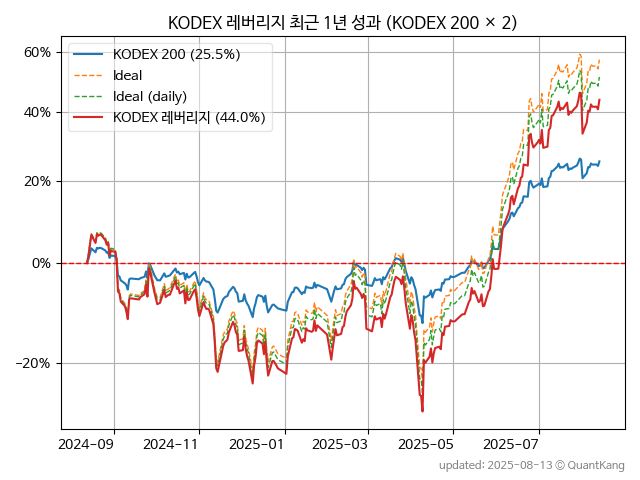 KODEX 레버리지 최근 1년 성과 (KODEX 200 × 2)
KODEX 200 (25.5%)
Ideal
Ideal (daily)
KODEX 레버리지 (44.0%)
60%
40%
20%
0%
−20%
2024-09
2024-11
2025-01
2025-03
2025-05
2025-07
updated: 2025-08-13 © QuantKang